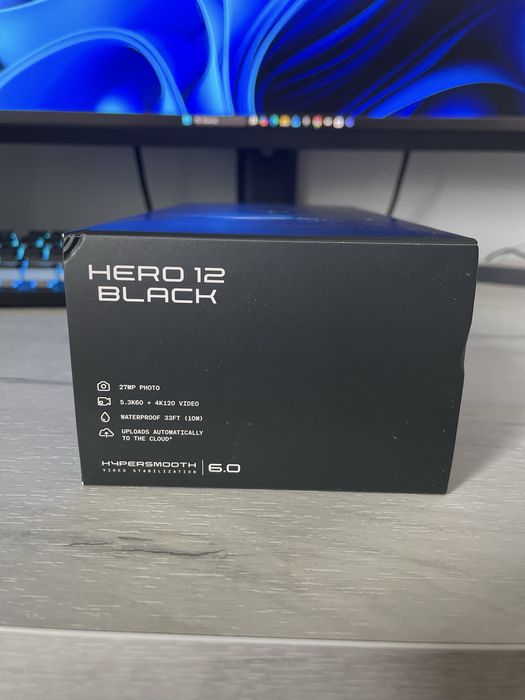 HERO 12
BLACK
27MP PHOTO
5.3K60 + 4K120 VIDEO
WATERPROOF 33FT (10M)
UPLOADS AUTOMATICALLY
TO THE CLOUD*
HYPERSMOOTH
VIDEO STABILIZATION
6.0